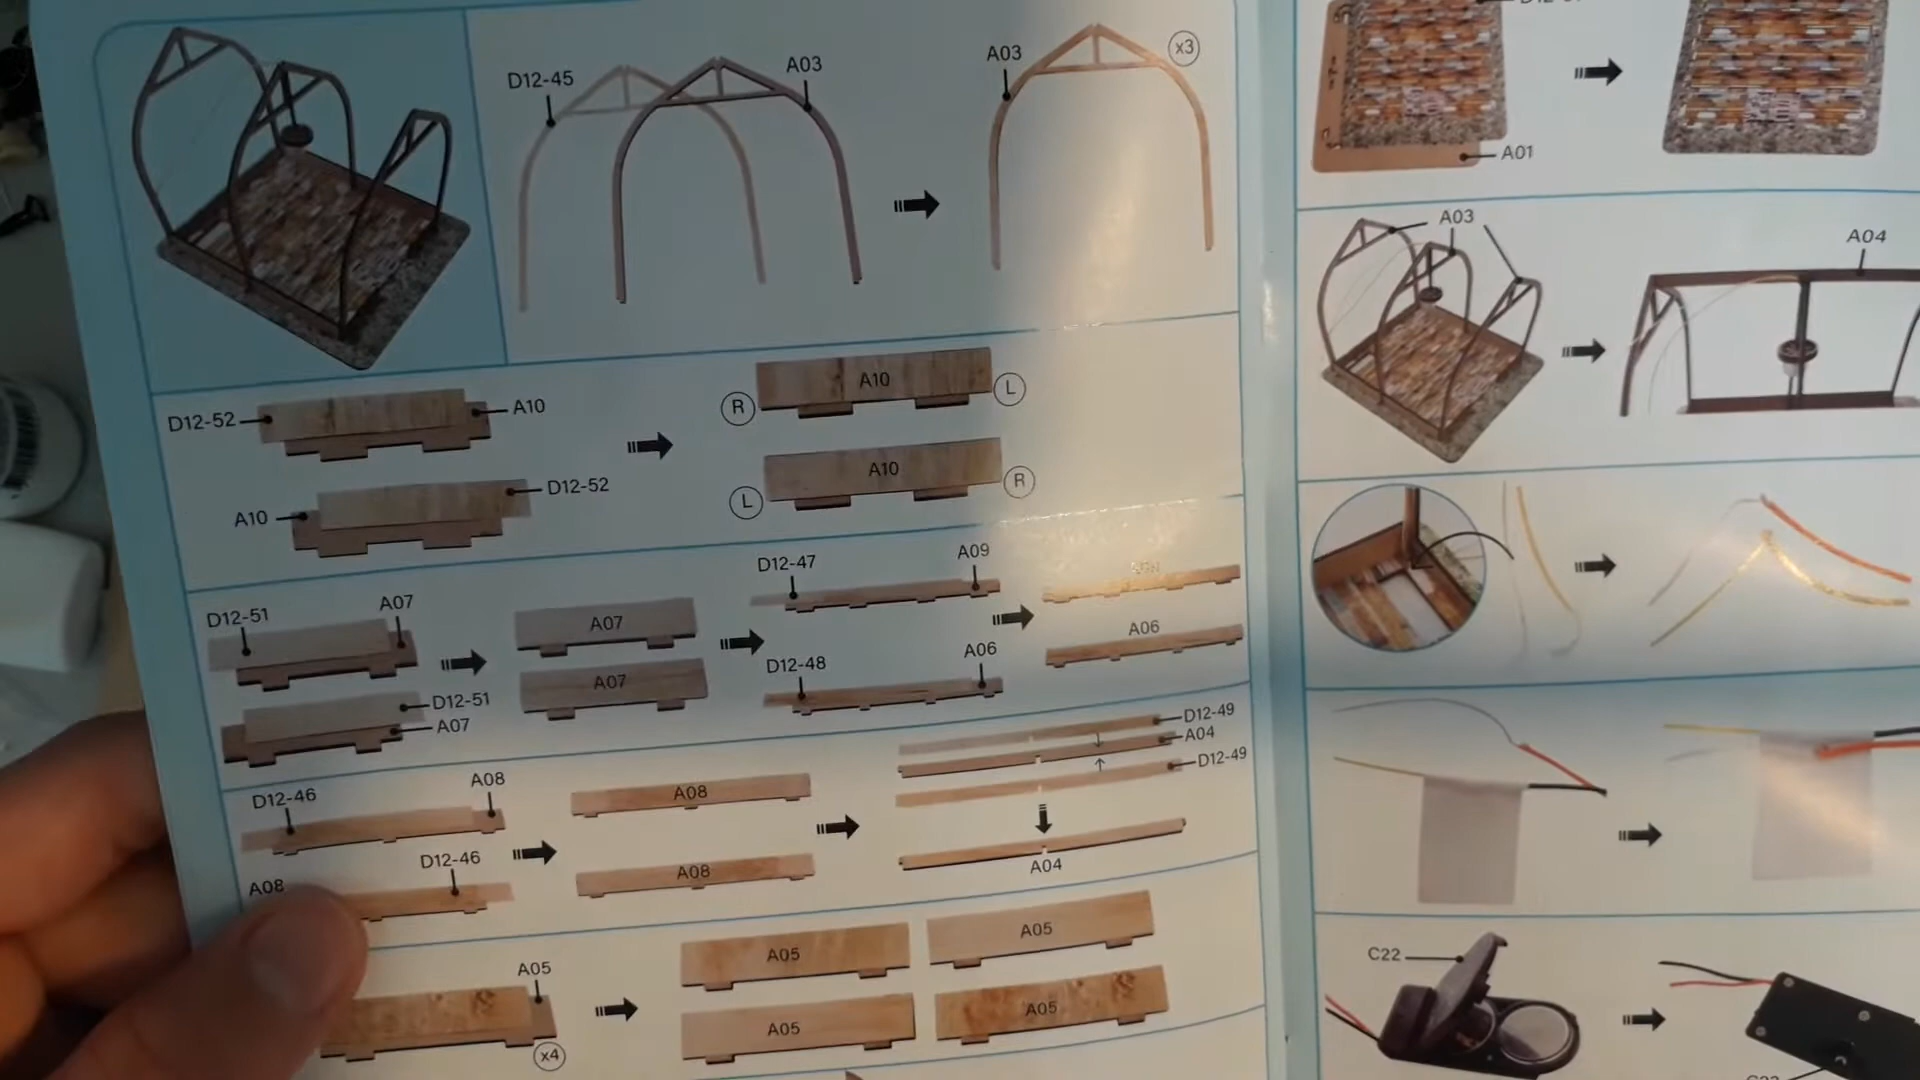 D12-45
A03
A03
x3
D12-52
A10
A10
D12-52
R
A10
L
A10
L
R
D12-51
A07
D12-51
A07
A07
A07
D12-47
A09
D12-48
A06
A06
D12-46
A08
D12-46
A08
A08
A08
D12-49
A04
D12-49
A04
A05
x4
A05
A05
A05
A05
A01
A03
A04
C22